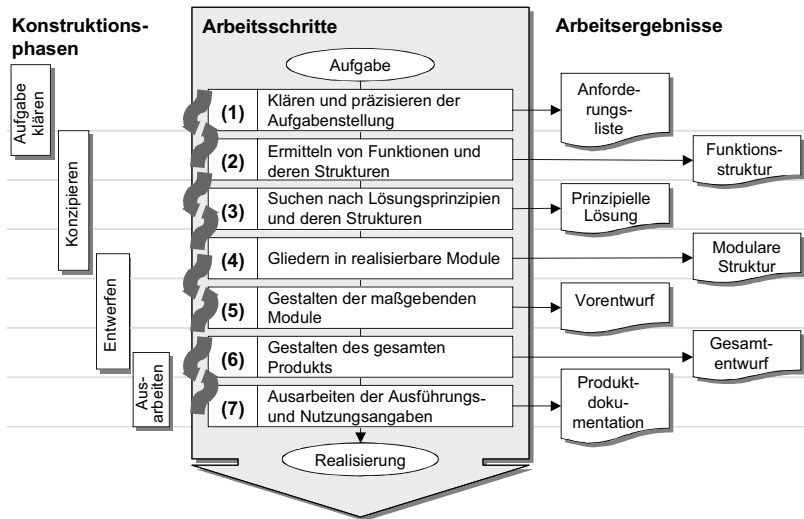 Konstruktions-
phasen
Arbeitsschritte
Arbeitsergebnisse
Aufgabe
klären
Konzipieren
Entwerfen
Aus-
arbeiten
Aufgabe
(1)
Klären und präzisieren der
Aufgabenstellung
(2)
Ermitteln von Funktionen und
deren Strukturen
(3)
Suchen nach Lösungsprinzipien
und deren Strukturen
(4)
Gliedern in realisierbare Module
(5)
Gestalten der maßgebenden
Module
(6)
Gestalten des gesamten
Produkts
(7)
Ausarbeiten der Ausführungs-
und Nutzungsangaben
Realisierung
Anforde-
rungs-
liste
Funktions-
struktur
Prinzipielle
Lösung
Modulare
Struktur
Vorentwurf
Gesamt-
entwurf
Produkt-
doku-
mentation